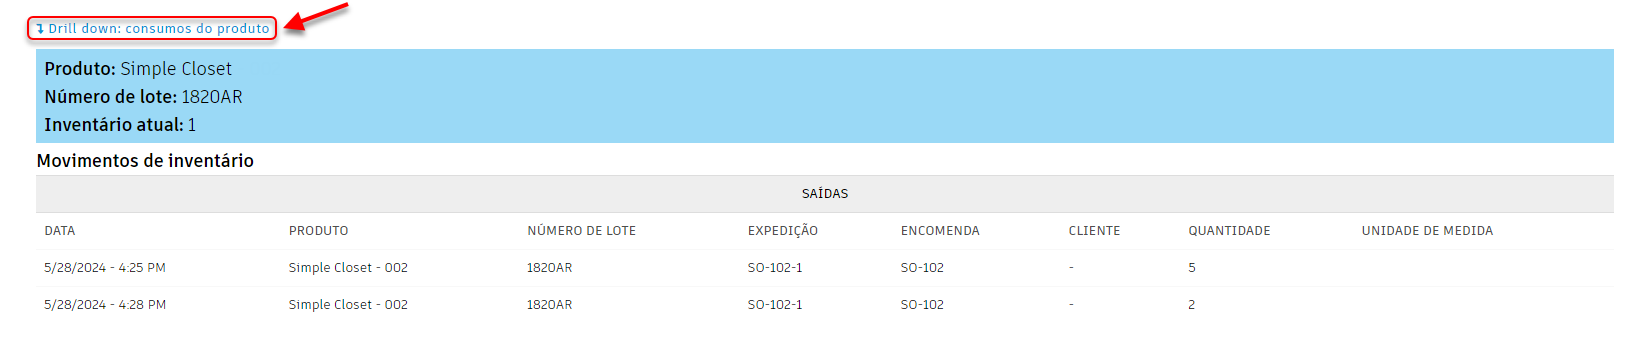 Drill down: consumos do produto
Produto: Simple Closet
Número de lote: 1820AR
Inventário atual: 1
Movimentos de inventário
SAÍDAS
DATA PRODUTO NÚMERO DE LOTE EXPEDIÇÃO ENCOMENDA CLIENTE QUANTIDADE UNIDADE DE MEDIDA
5/28/2024 - 4:25 PM Simple Closet - 002 1820AR SO-102-1 SO-102 - 5
5/28/2024 - 4:28 PM Simple Closet - 002 1820AR SO-102-1 SO-102 - 2